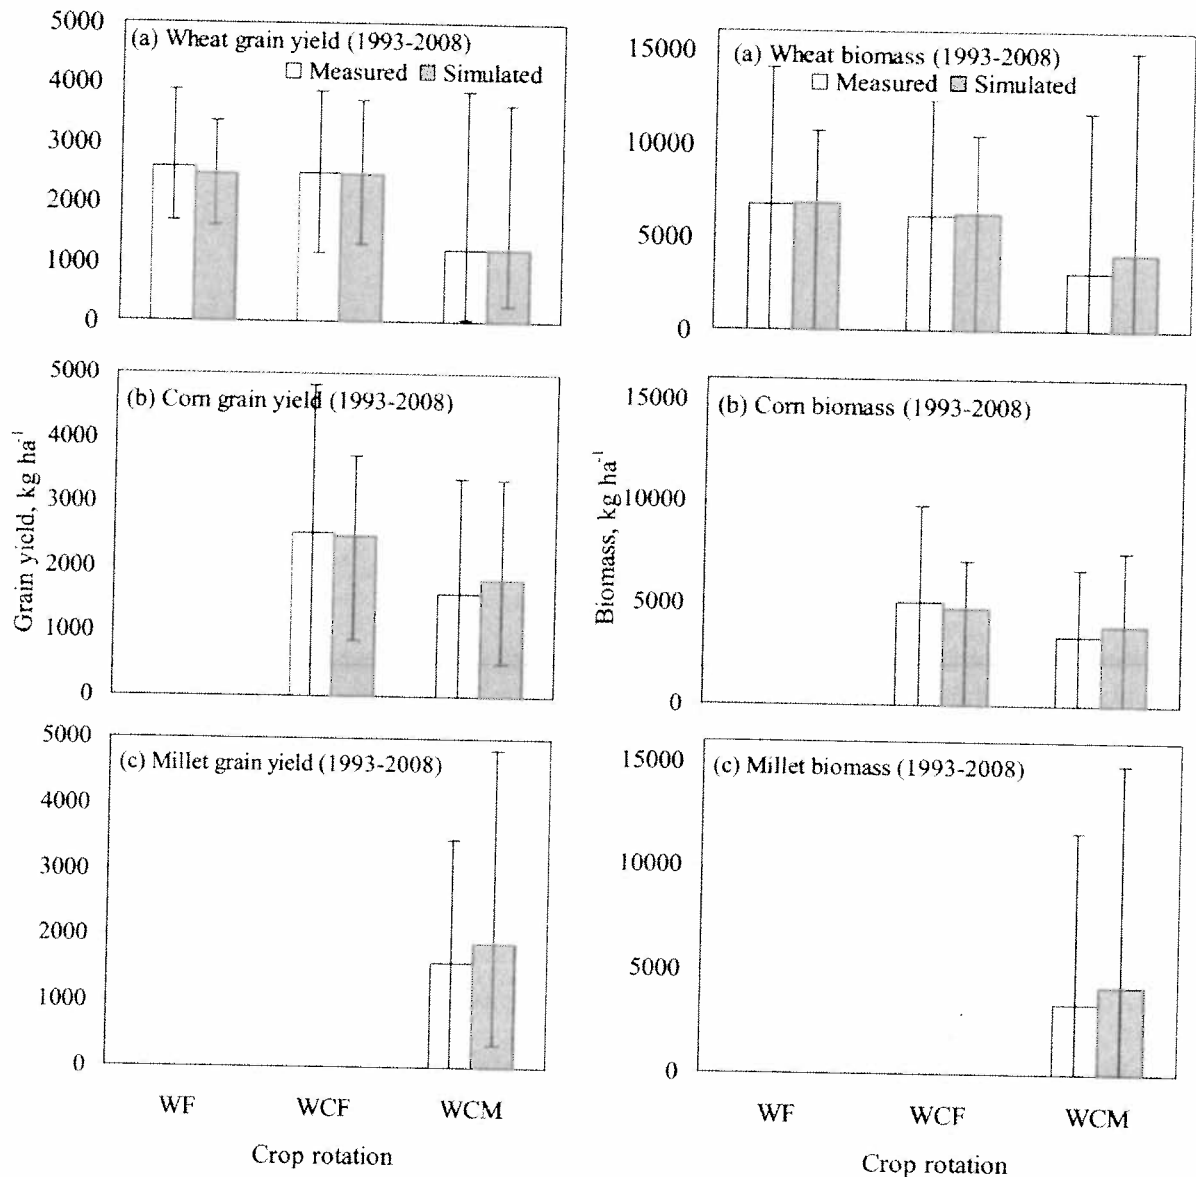 5000
(a) Wheat grain yield (1993-2008)
Measured Simulated
4000
3000
2000
1000
0
15000
(a) Wheat biomass (1993-2008)
Measured Simulated
10000
5000
0
Grain yield, kg ha⁻¹
5000
(b) Corn grain yield (1993-2008)
4000
3000
2000
1000
0
Biomass, kg ha⁻¹
15000
(b) Corn biomass (1993-2008)
10000
5000
0
5000
(c) Millet grain yield (1993-2008)
4000
3000
2000
1000
0
WF WCF WCM
Crop rotation
15000
(c) Millet biomass (1993-2008)
10000
5000
0
WF WCF WCM
Crop rotation